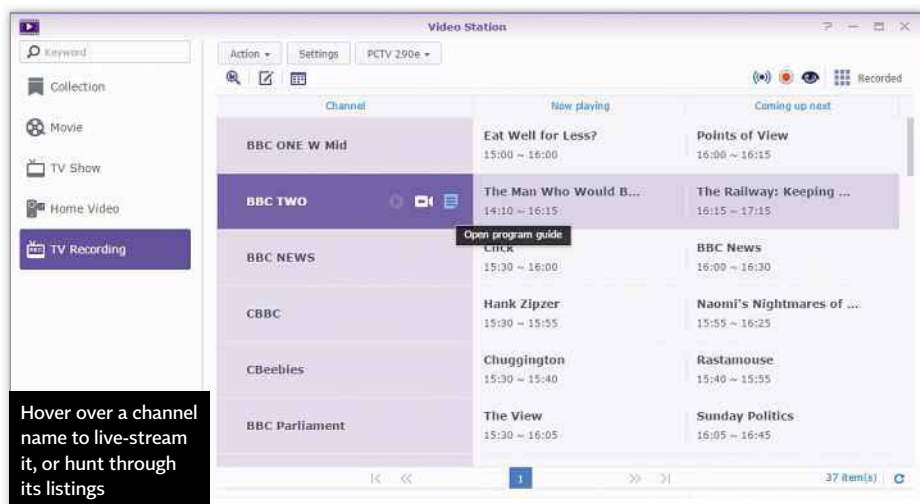 Video Station
Keyword
Collection
Movie
TV Show
Home Video
TV Recording
Action
Settings
PCTV 290e
Recorded
Channel
Now playing
Coming up next
BBC ONE W Mid
Eat Well for Less?
15:00 ~ 16:00
Points of View
16:00 ~ 16:15
BBC TWO
The Man Who Would B...
14:10 ~ 16:15
The Railway: Keeping ...
16:15 ~ 17:15
Open program guide
BBC NEWS
Click
15:30 ~ 16:00
BBC News
16:00 ~ 16:30
CBBC
Hank Zipzer
15:30 ~ 15:55
Naomi's Nightmares of ...
15:55 ~ 16:25
CBeebies
Chuggington
15:30 ~ 15:40
Rastamouse
15:40 ~ 15:55
BBC Parliament
The View
15:30 ~ 16:05
Sunday Politics
16:05 ~ 16:45
1
37 item(s)
Hover over a channel
name to live-stream
it, or hunt through
its listings